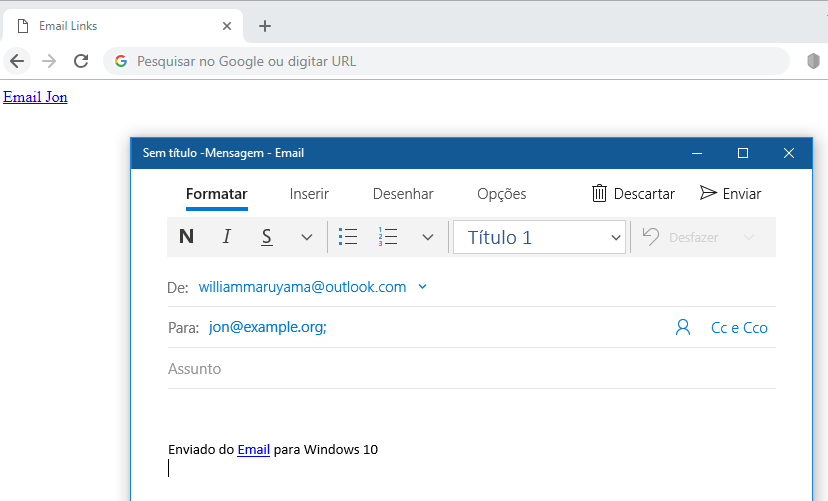 Email Links
Pesquisar no Google ou digitar URL
Email Jon
Sem título -Mensagem - Email
Formatar Inserir Desenhar Opções Descartar Enviar
N I S Título 1 Desfazer
De: williammaruyama@outlook.com
Para: jon@example.org; Cc e Cco
Assunto
Enviado do Email para Windows 10